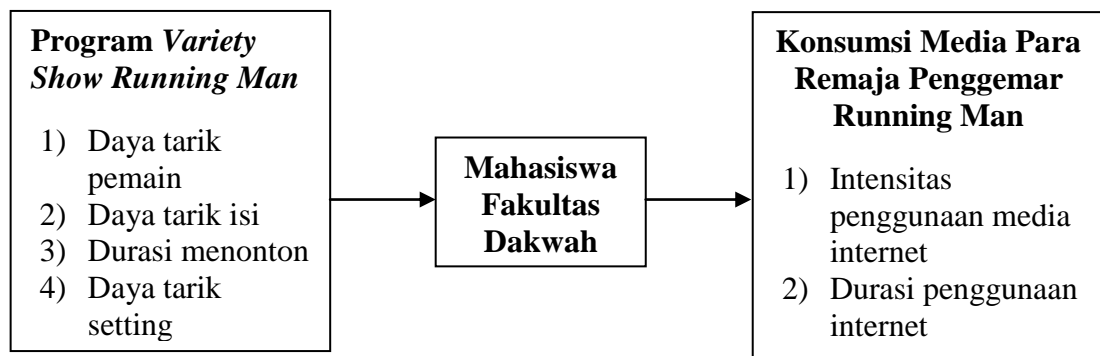 Program Variety
Show Running Man
1) Daya tarik
pemain
2) Daya tarik isi
3) Durasi menonton
4) Daya tarik
setting
Mahasiswa
Fakultas
Dakwah
Konsumsi Media Para
Remaja Penggemar
Running Man
1) Intensitas
penggunaan media
internet
2) Durasi penggunaan
internet